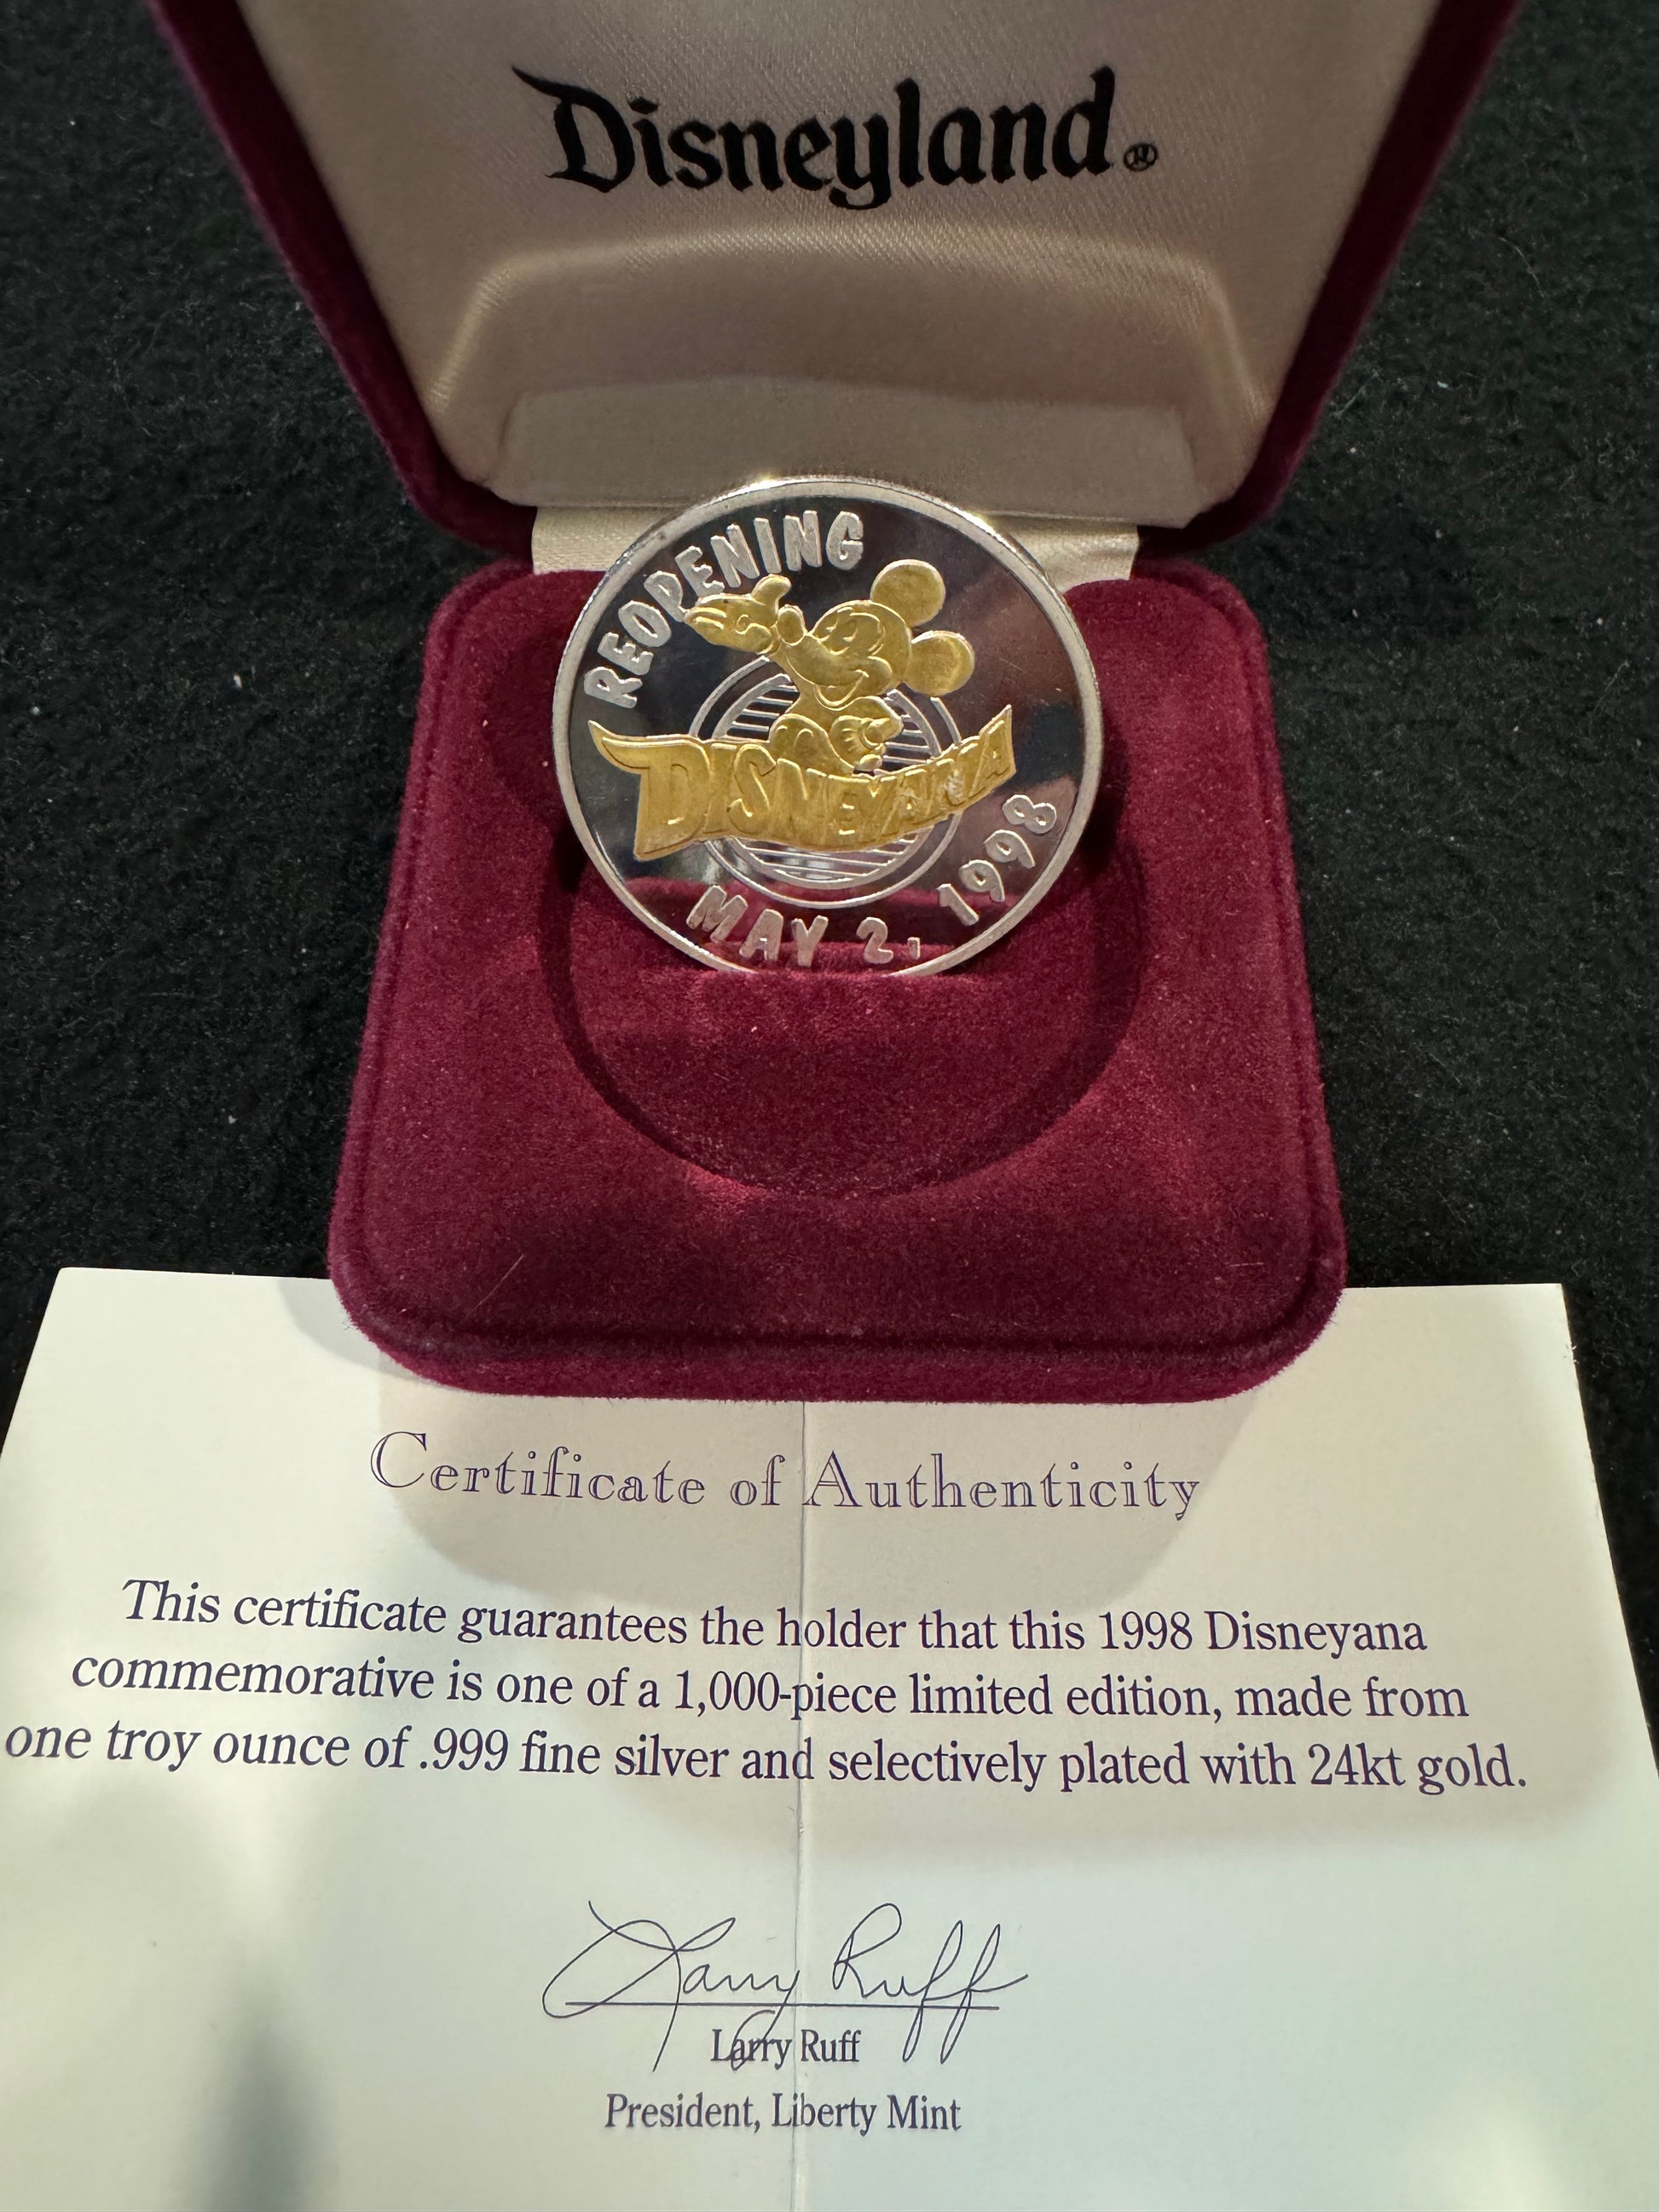 Disneyland®
REOPENING
DISNEYANA
MAY 2, 1998
Certificate of Authenticity
This certificate guarantees the holder that this 1998 Disneyana
commemorative is one of a 1,000-piece limited edition, made from
one troy ounce of .999 fine silver and selectively plated with 24kt gold.
Larry Ruff
Larry Ruff
President, Liberty Mint